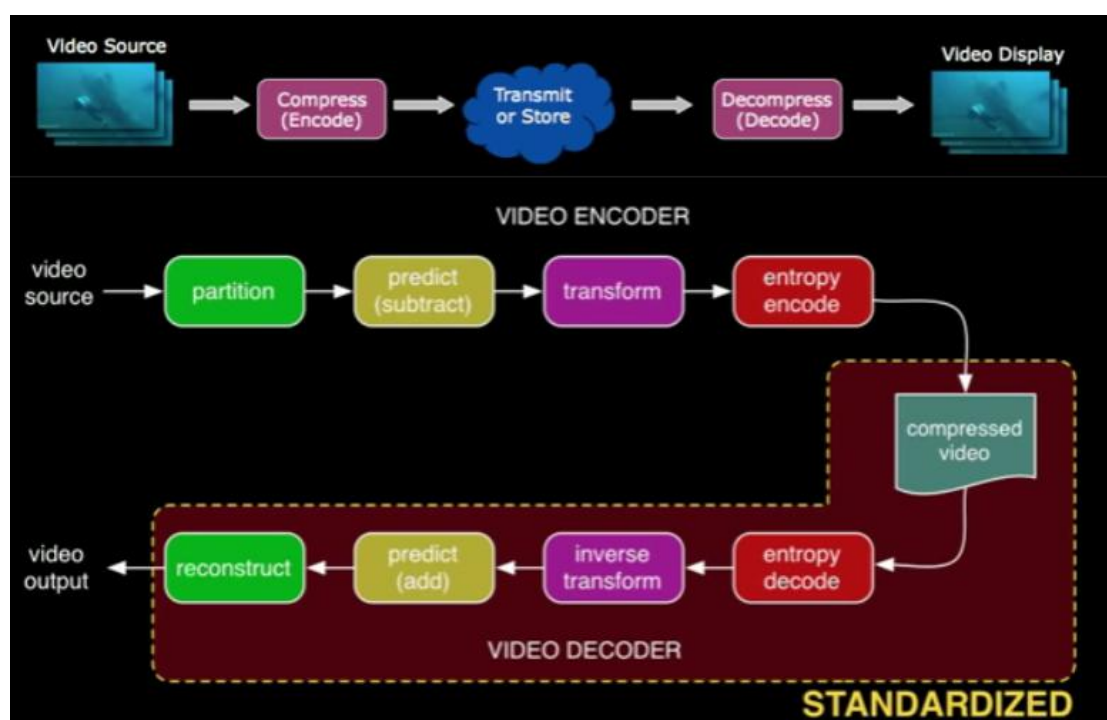 Video Source
Compress
(Encode)
Transmit
or Store
Decompress
(Decode)
Video Display
VIDEO ENCODER
video
source
partition
predict
(subtract)
transform
entropy
encode
compressed
video
video
output
reconstruct
predict
(add)
inverse
transform
entropy
decode
VIDEO DECODER
STANDARDIZED